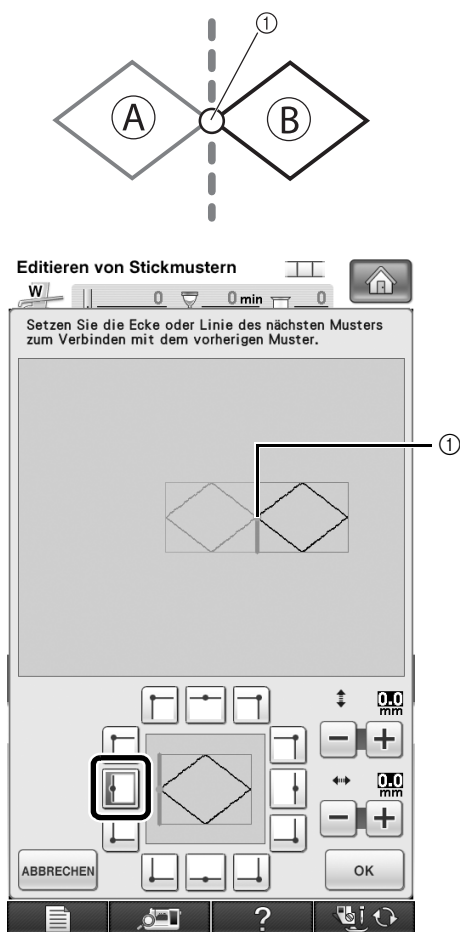 ①
A B
Editieren von Stickmustern
W
0 0 min 0
Setzen Sie die Ecke oder Linie des nächsten Musters
zum Verbinden mit dem vorherigen Muster.
①
0.0
mm
− +
0.0
mm
− +
ABBRECHEN OK
?